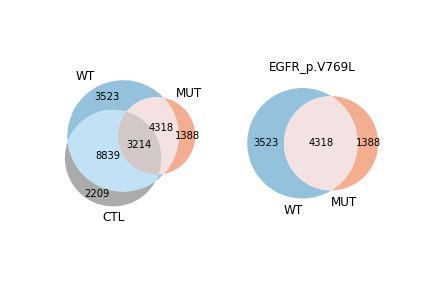 WT
3523
MUT
4318
1388
3214
8839
2209
CTL
EGFR_p.V769L
3523
4318
1388
WT
MUT